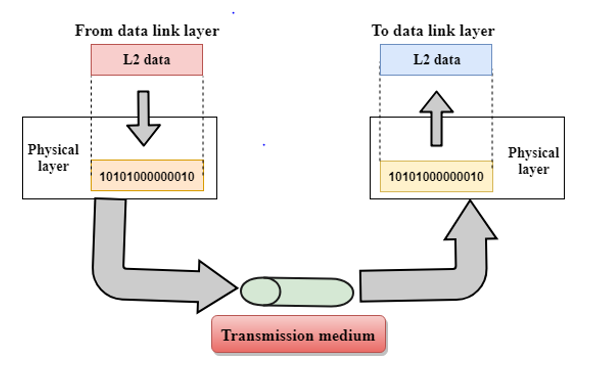 From data link layer
To data link layer
L2 data
L2 data
Physical
layer
10101000000010
10101000000010
Physical
layer
Transmission medium